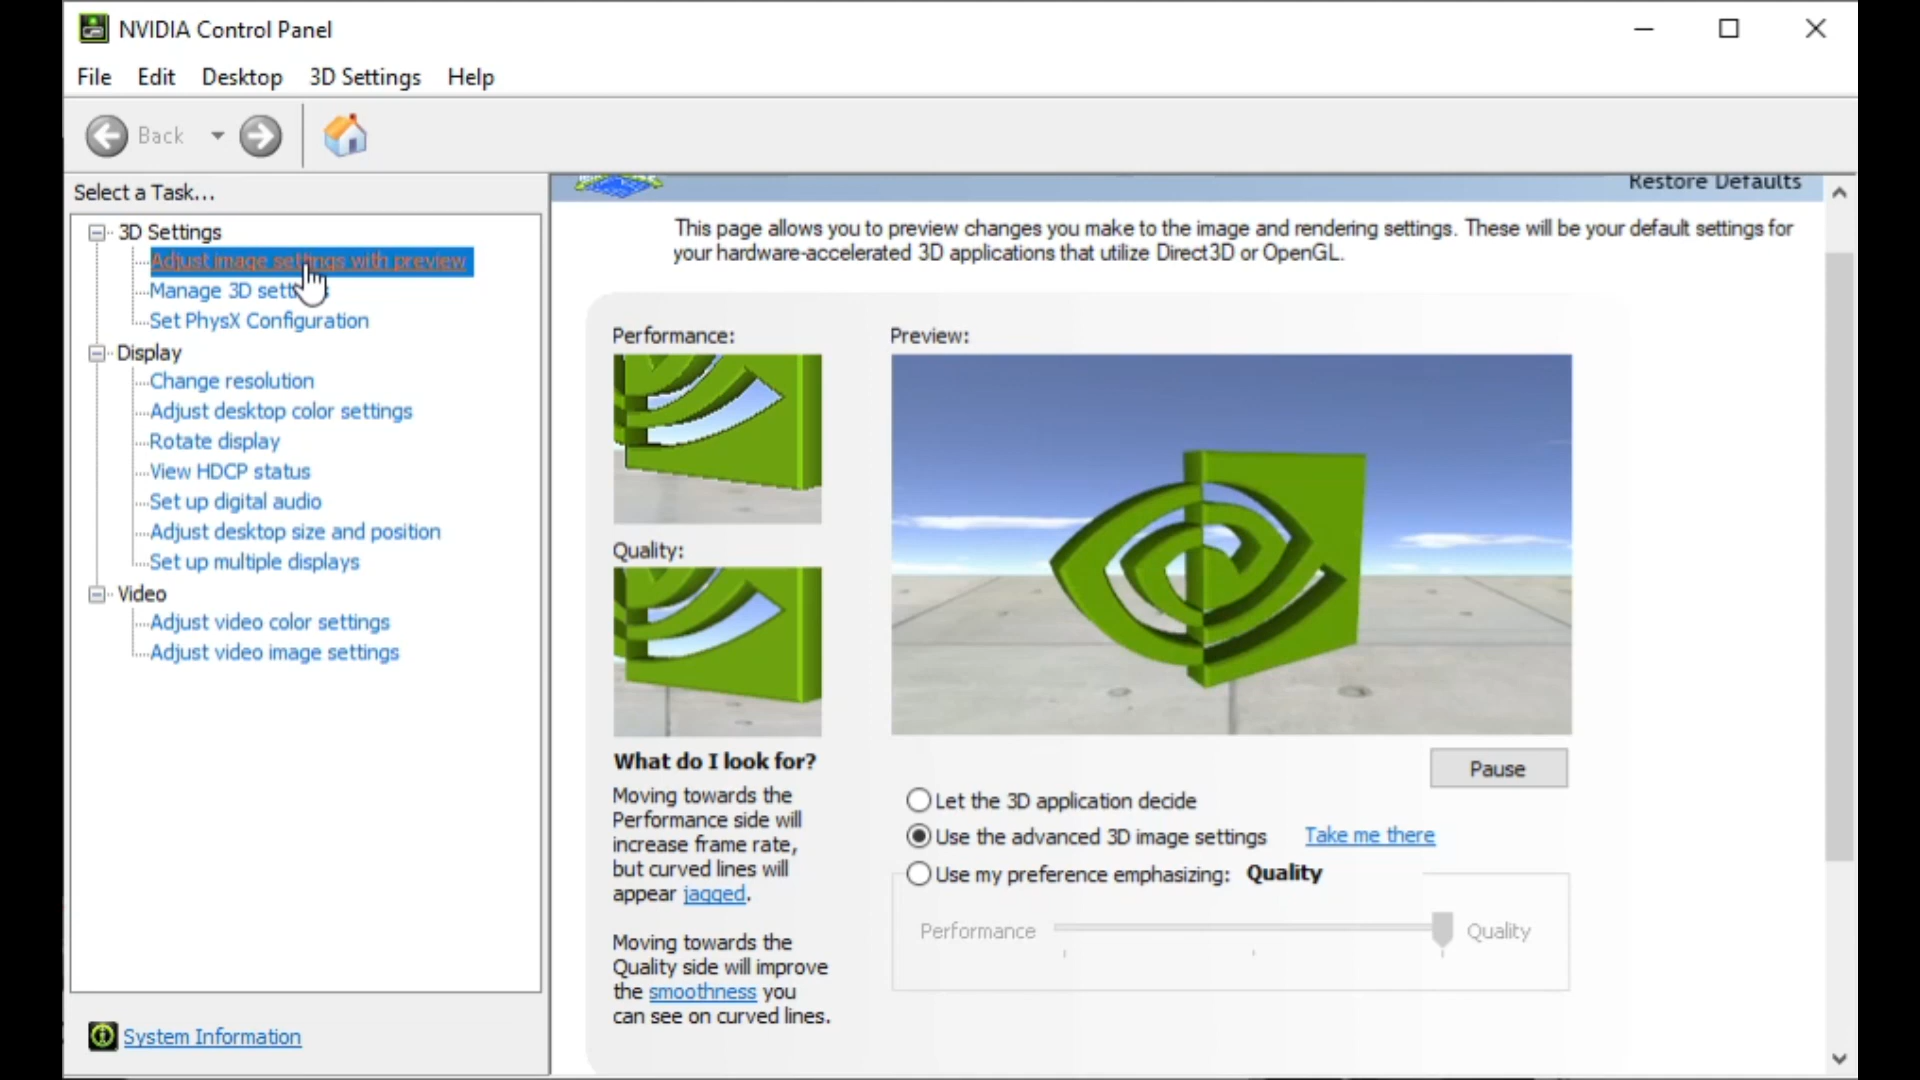 NVIDIA Control Panel
File Edit Desktop 3D Settings Help
Back
Select a Task...
3D Settings
Adjust image settings with preview
Manage 3D sett s
Set PhysX Configuration
Display
Change resolution
Adjust desktop color settings
Rotate display
View HDCP status
Set up digital audio
Adjust desktop size and position
Set up multiple displays
Video
Adjust video color settings
Adjust video image settings
System Information
Restore Defaults
This page allows you to preview changes you make to the image and rendering settings. These will be your default settings for
your hardware-accelerated 3D applications that utilize Direct3D or OpenGL.
Performance:
Quality:
What do I look for?
Moving towards the
Performance side will
increase frame rate,
but curved lines will
appear jagged.
Moving towards the
Quality side will improve
the smoothness you
can see on curved lines.
Preview:
Pause
Let the 3D application decide
Use the advanced 3D image settings Take me there
Use my preference emphasizing: Quality
Performance Quality